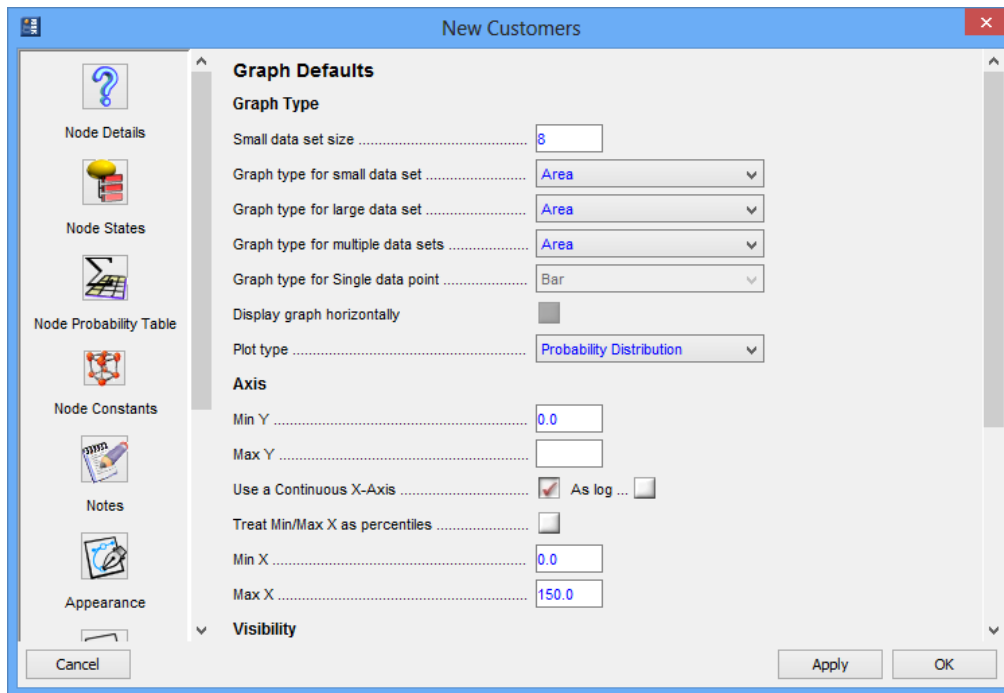 New Customers
Node Details
Node States
Node Probability Table
Node Constants
Notes
Appearance
Graph Defaults
Graph Type
Small data set size ........................................... 8
Graph type for small data set ......................... Area
Graph type for large data set ......................... Area
Graph type for multiple data sets .................... Area
Graph type for Single data point ..................... Bar
Display graph horizontally
Plot type ............................................................ Probability Distribution
Axis
Min Y ................................................................. 0.0
Max Y ...............................................................
Use a Continuous X-Axis ................................. As log ...
Treat Min/Max X as percentiles .......................
Min X ................................................................. 0.0
Max X ................................................................ 150.0
Visibility
Cancel
Apply
OK